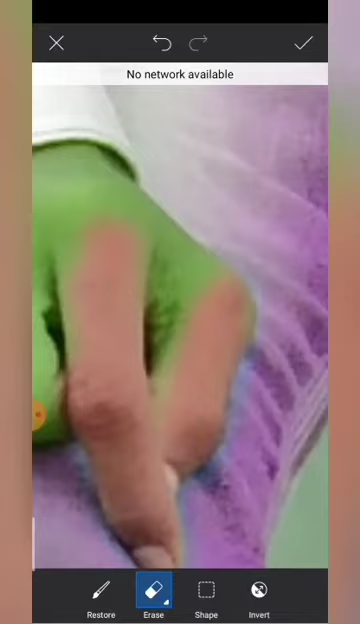 No network available
Restore
Erase
Shape
Invert